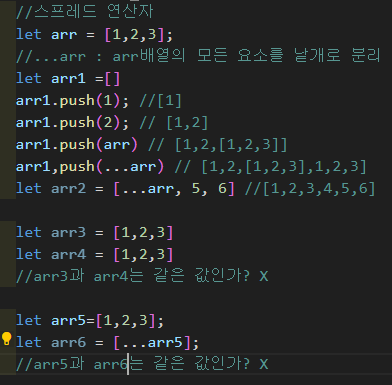 //스프레드 연산자
let arr = [1,2,3];
//...arr : arr배열의 모든 요소를 낱개로 분리
let arr1 =[]
arr1.push(1); //[1]
arr1.push(2); // [1,2]
arr1.push(arr) // [1,2,[1,2,3]]
arr1,push(...arr) // [1,2,[1,2,3],1,2,3]
let arr2 = [...arr, 5, 6] //[1,2,3,4,5,6]
let arr3 = [1,2,3]
let arr4 = [1,2,3]
//arr3과 arr4는 같은 값인가? X
let arr5=[1,2,3];
let arr6 = [...arr5];
//arr5과 arr6는 같은 값인가? X